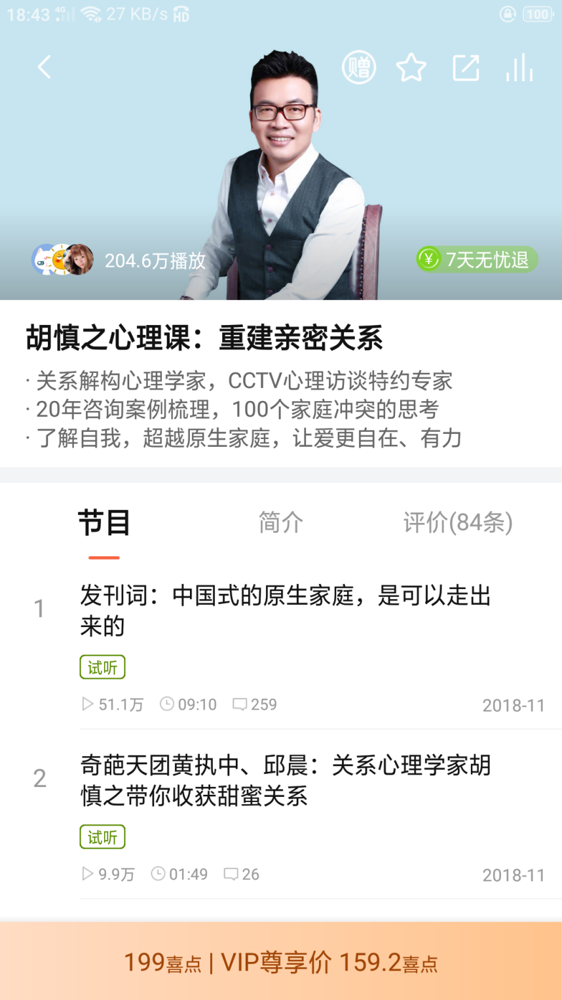 18:43 4G 27 KB/s HD 100
赠
204.6万播放
¥ 7天无忧退
胡慎之心理课：重建亲密关系
· 关系解构心理学家，CCTV心理访谈特约专家
· 20年咨询案例梳理，100个家庭冲突的思考
· 了解自我，超越原生家庭，让爱更自在、有力
节目 简介 评价(84条)
1
发刊词：中国式的原生家庭，是可以走出
来的
试听
51.1万 09:10 259 2018-11
2
奇葩天团黄执中、邱晨：关系心理学家胡
慎之带你收获甜蜜关系
试听
9.9万 01:49 26 2018-11
199喜点 | VIP尊享价 159.2喜点